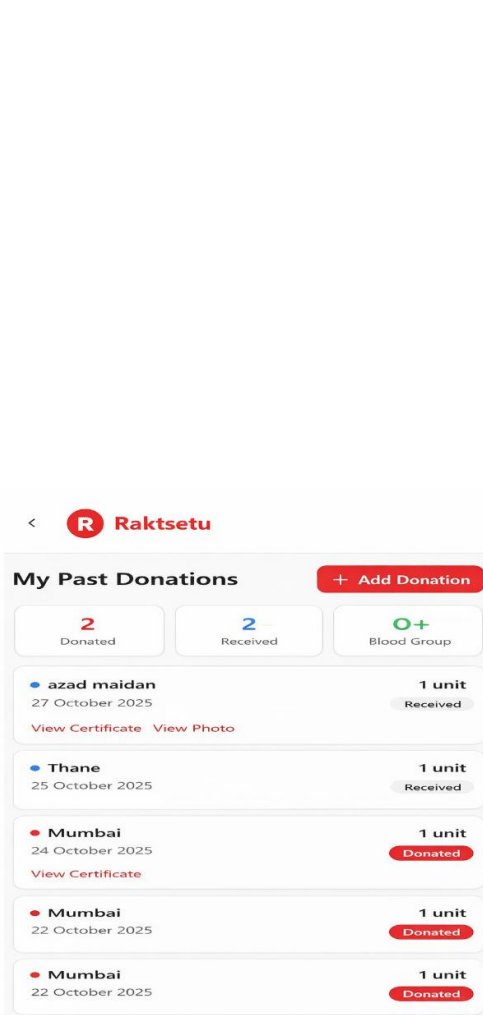 R Raktsetu
My Past Donations
+ Add Donation
2
Donated
2
Received
O+
Blood Group
azad maidan
1 unit
27 October 2025
Received
View Certificate View Photo
Thane
1 unit
25 October 2025
Received
Mumbai
1 unit
24 October 2025
Donated
View Certificate
Mumbai
1 unit
22 October 2025
Donated
Mumbai
1 unit
22 October 2025
Donated